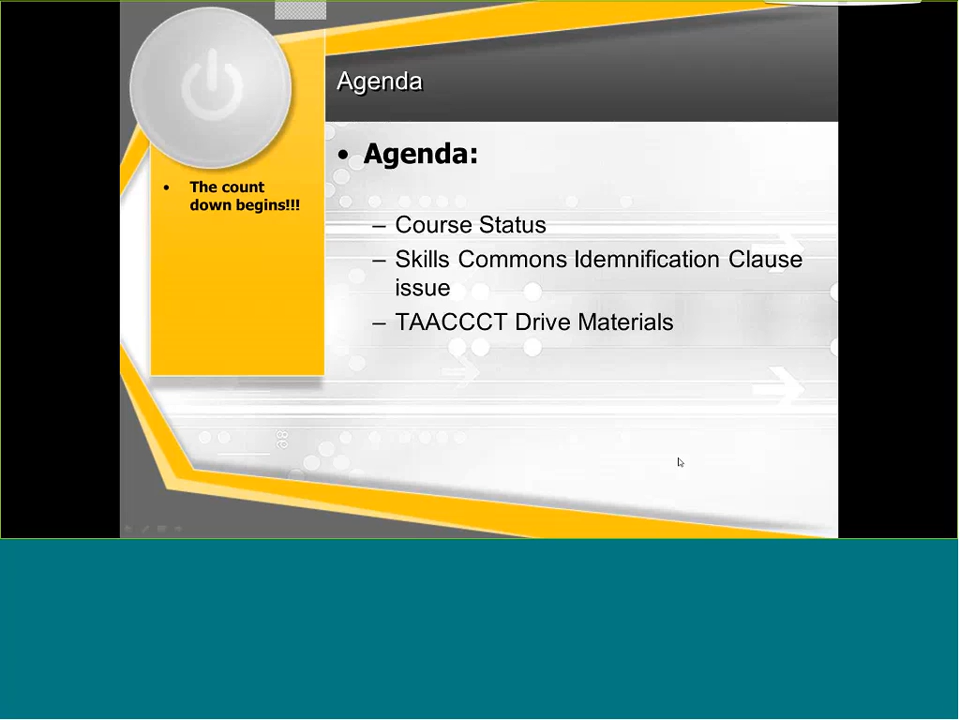 Agenda
• The count
down begins!!!
• Agenda:
– Course Status
– Skills Commons Idemnification Clause
issue
– TAACCCT Drive Materials